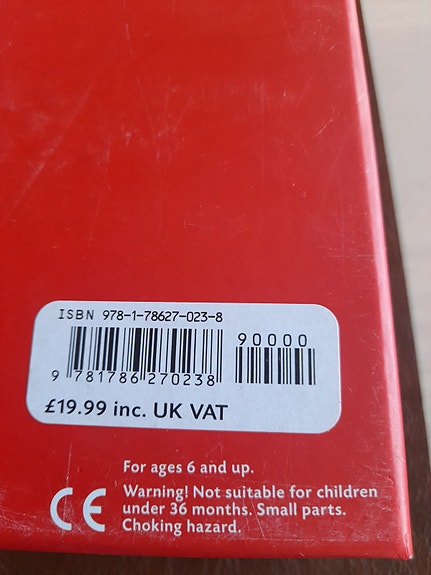 ISBN 978-1-78627-023-8
90000
9 781786 270238
£19.99 inc. UK VAT
For ages 6 and up.
CE
Warning! Not suitable for children
under 36 months. Small parts.
Choking hazard.